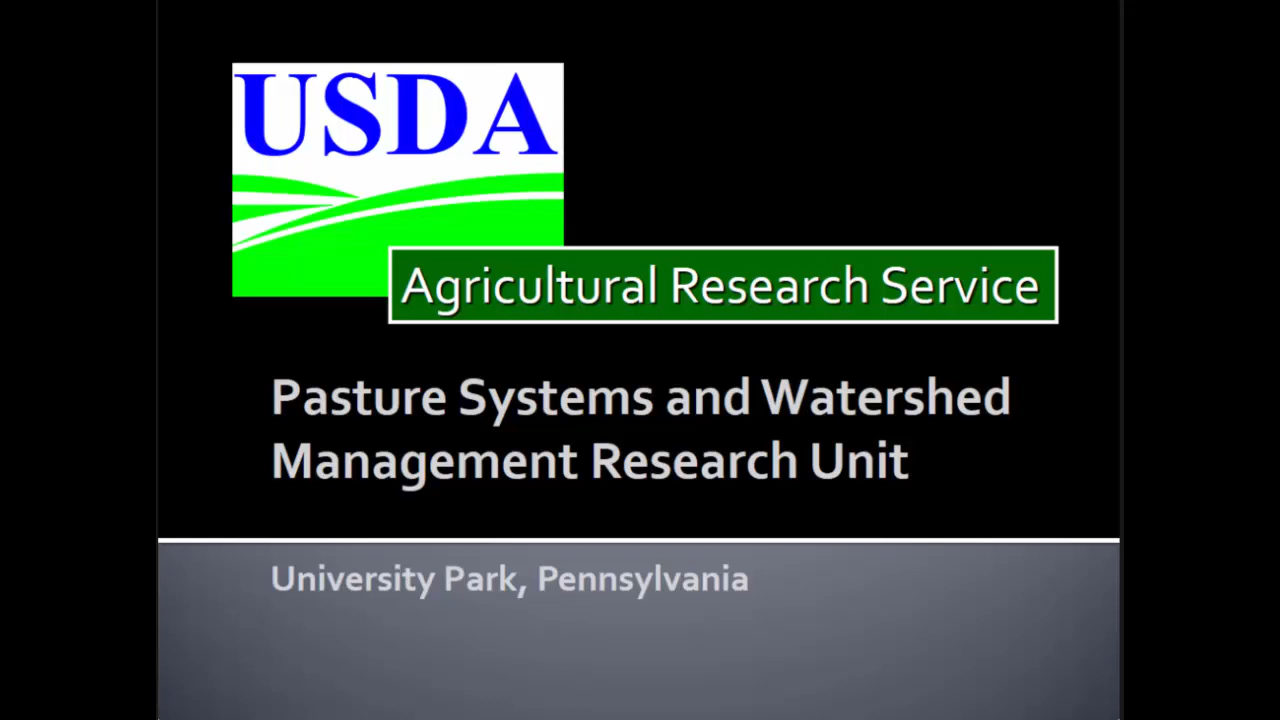 USDA
Agricultural Research Service
Pasture Systems and Watershed
Management Research Unit
University Park, Pennsylvania